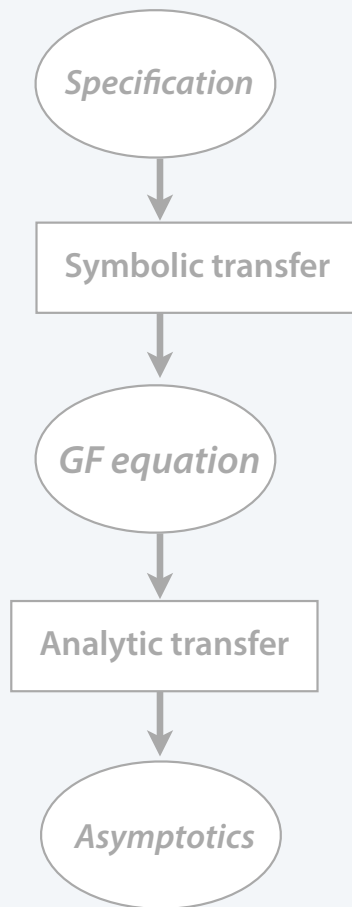 Specification
Symbolic transfer
GF equation
Analytic transfer
Asymptotics